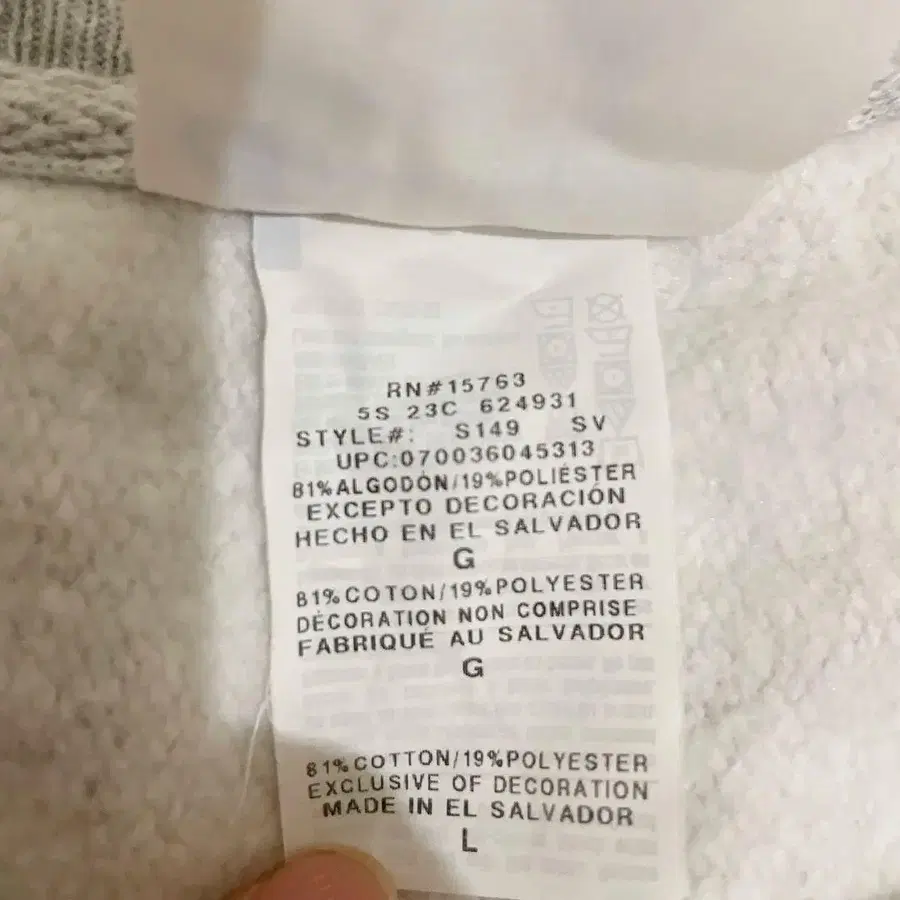 RN#15763
5S 23C 624931
STYLE#: S149 SV
UPC:070036045313
81%ALGODÓN/19%POLIÉSTER
EXCEPTO DECORACIÓN
HECHO EN EL SALVADOR
G
81%COTON/19%POLYESTER
DÉCORATION NON COMPRISE
FABRIQUÉ AU SALVADOR
G
81%COTTON/19%POLYESTER
EXCLUSIVE OF DECORATION
MADE IN EL SALVADOR
L